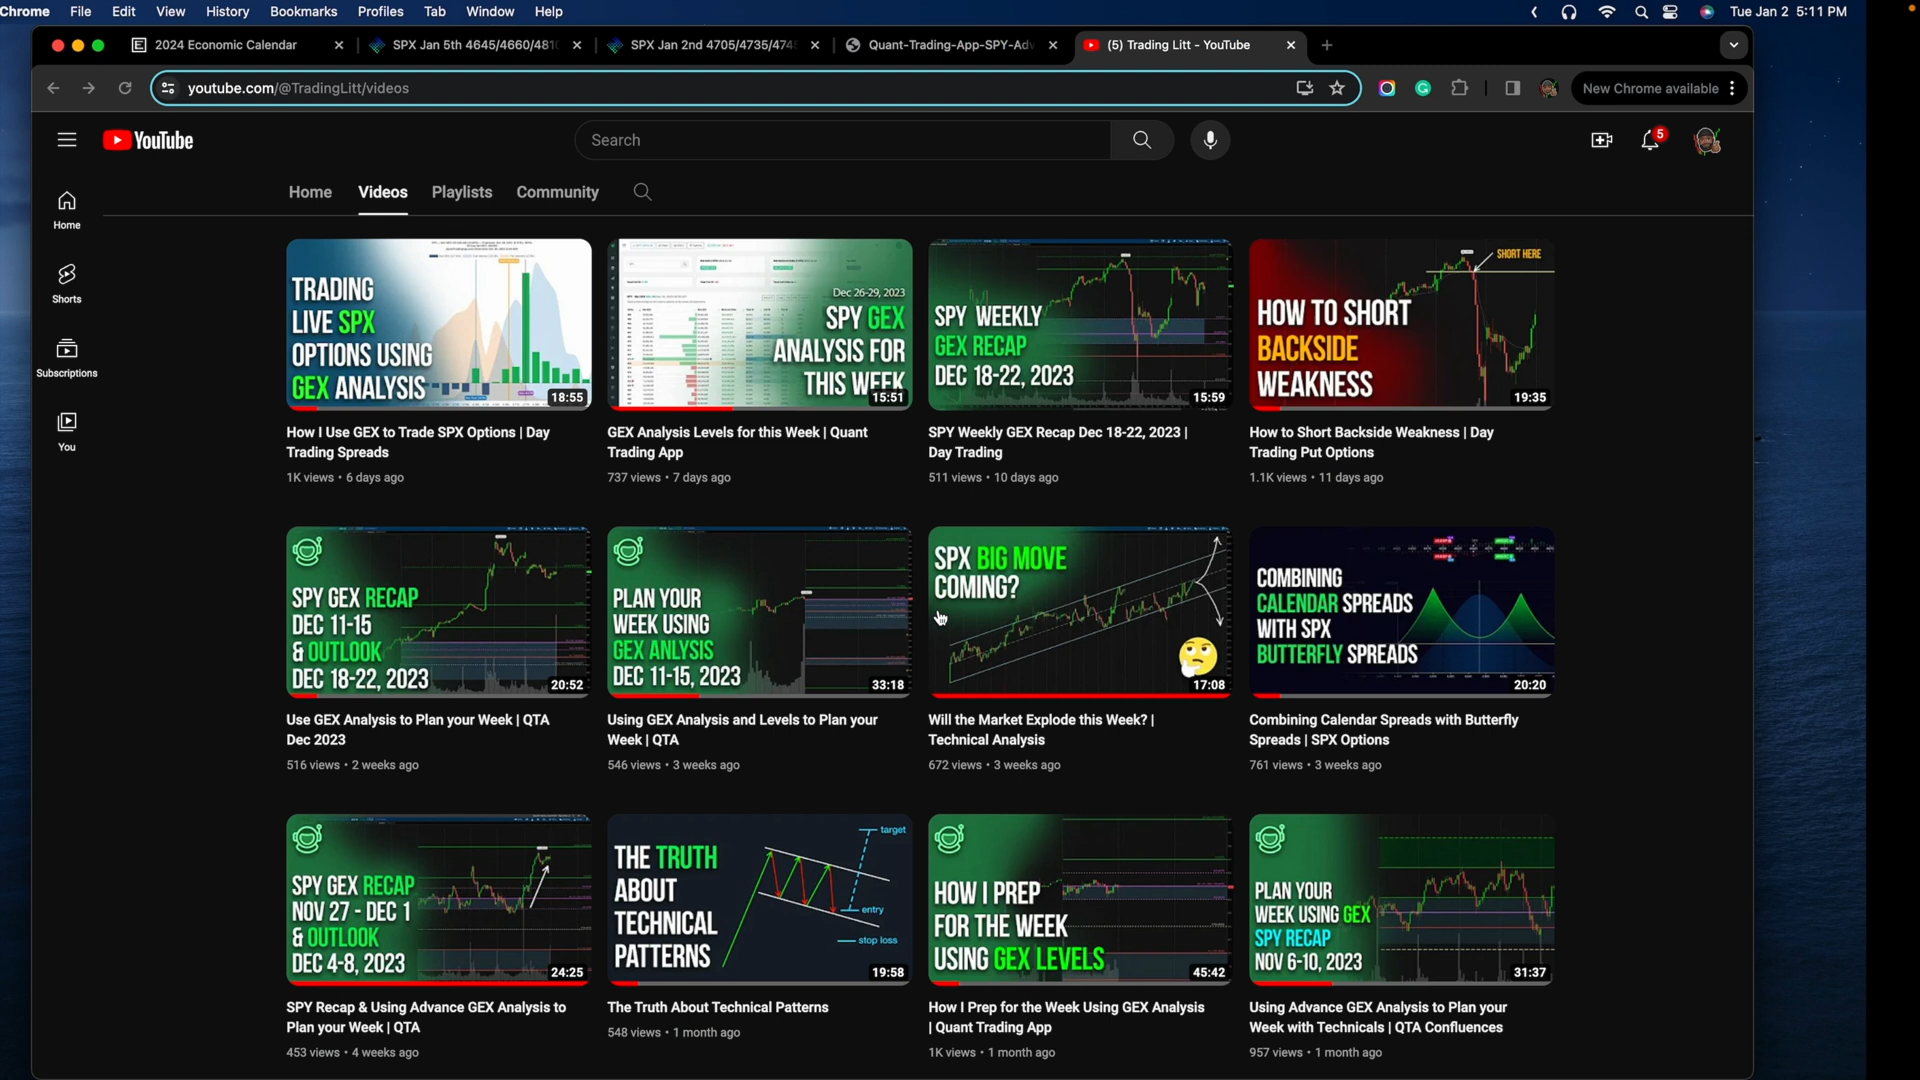 Chrome File Edit View History Bookmarks Profiles Tab Window Help Tue Jan 2 5:11 PM
2024 Economic Calendar
SPX Jan 5th 4645/4660/481
SPX Jan 2nd 4705/4735/474
Quant-Trading-App-SPY-Adv
(5) Trading Litt - YouTube
youtube.com/@TradingLitt/videos
New Chrome available
YouTube
Search
5
Home Videos Playlists Community
Home
Shorts
Subscriptions
You
TRADING
LIVE SPX
OPTIONS USING
GEX ANALYSIS
18:55
How I Use GEX to Trade SPX Options | Day
Trading Spreads
1K views • 6 days ago
Dec 26-29, 2023
SPY GEX
ANALYSIS FOR
THIS WEEK
15:51
GEX Analysis Levels for this Week | Quant
Trading App
737 views • 7 days ago
SPY WEEKLY
GEX RECAP
DEC 18-22, 2023
15:59
SPY Weekly GEX Recap Dec 18-22, 2023 |
Day Trading
511 views • 10 days ago
SHORT HERE
HOW TO SHORT
BACKSIDE
WEAKNESS
19:35
How to Short Backside Weakness | Day
Trading Put Options
1.1K views • 11 days ago
SPY GEX RECAP
DEC 11-15
& OUTLOOK
DEC 18-22, 2023
20:52
Use GEX Analysis to Plan your Week | QTA
Dec 2023
516 views • 2 weeks ago
PLAN YOUR
WEEK USING
GEX ANLYSIS
DEC 11-15, 2023
33:18
Using GEX Analysis and Levels to Plan your
Week | QTA
546 views • 3 weeks ago
SPX BIG MOVE
COMING?
17:08
Will the Market Explode this Week? |
Technical Analysis
672 views • 3 weeks ago
COMBINING
CALENDAR SPREADS
WITH SPX
BUTTERFLY SPREADS
20:20
Combining Calendar Spreads with Butterfly
Spreads | SPX Options
761 views • 3 weeks ago
SPY GEX RECAP
NOV 27 - DEC 1
& OUTLOOK
DEC 4-8, 2023
24:25
SPY Recap & Using Advance GEX Analysis to
Plan your Week | QTA
453 views • 4 weeks ago
THE TRUTH
ABOUT
TECHNICAL
PATTERNS
target
entry
stop loss
19:58
The Truth About Technical Patterns
548 views • 1 month ago
HOW I PREP
FOR THE WEEK
USING GEX LEVELS
45:42
How I Prep for the Week Using GEX Analysis
| Quant Trading App
1K views • 1 month ago
PLAN YOUR
WEEK USING GEX
SPY RECAP
NOV 6-10, 2023
31:37
Using Advance GEX Analysis to Plan your
Week with Technicals | QTA Confluences
957 views • 1 month ago